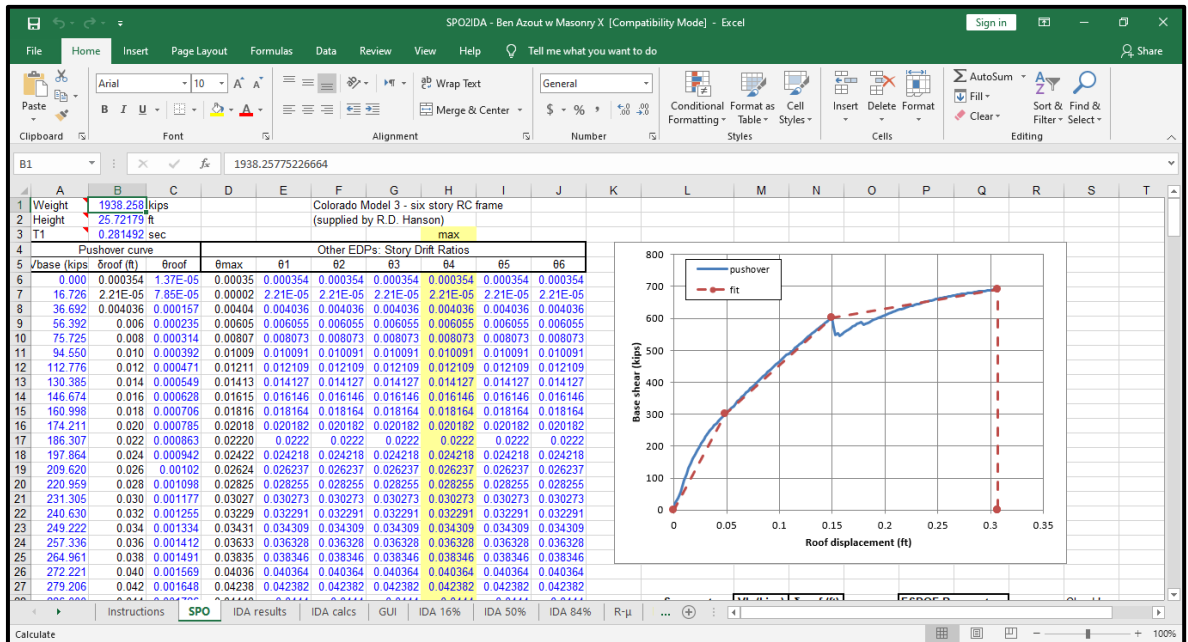 SPO2IDA - Ben Azout w Masonry X [Compatibility Mode] - Excel
Sign in
File Home Insert Page Layout Formulas Data Review View Help Tell me what you want to do Share
Paste
Arial 10
B I U
Wrap Text
Merge & Center
General
$ % ,
Conditional Formatting
Format as Table
Cell Styles
Insert Delete Format
AutoSum
Fill
Clear
Sort & Filter
Find & Select
Clipboard Font Alignment Number Styles Cells Editing
B1 fx 1938.25775226664
A B C D E F G H I J K L M N O P Q R S T
1 Weight 1938.258 kips Colorado Model 3 - six story RC frame
2 Height 25.72179 ft (supplied by R.D. Hanson)
3 T1 0.281492 sec max
4 Pushover curve Other EDPs: Story Drift Ratios
5 Vbase (kips δroof (ft) θroof θmax θ1 θ2 θ3 θ4 θ5 θ6
6 0.000 0.000354 1.37E-05 0.00035 0.000354 0.000354 0.000354 0.000354 0.000354 0.000354
7 16.726 2.21E-05 7.85E-05 0.00002 2.21E-05 2.21E-05 2.21E-05 2.21E-05 2.21E-05 2.21E-05
8 36.692 0.004036 0.000157 0.00404 0.004036 0.004036 0.004036 0.004036 0.004036 0.004036
9 56.392 0.006 0.000235 0.00605 0.006055 0.006055 0.006055 0.006055 0.006055 0.006055
10 75.725 0.008 0.000314 0.00807 0.008073 0.008073 0.008073 0.008073 0.008073 0.008073
11 94.550 0.010 0.000392 0.01009 0.010091 0.010091 0.010091 0.010091 0.010091 0.010091
12 112.776 0.012 0.000471 0.01211 0.012109 0.012109 0.012109 0.012109 0.012109 0.012109
13 130.385 0.014 0.000549 0.01413 0.014127 0.014127 0.014127 0.014127 0.014127 0.014127
14 146.674 0.016 0.000628 0.01615 0.016146 0.016146 0.016146 0.016146 0.016146 0.016146
15 160.998 0.018 0.000706 0.01816 0.018164 0.018164 0.018164 0.018164 0.018164 0.018164
16 174.211 0.020 0.000785 0.02018 0.020182 0.020182 0.020182 0.020182 0.020182 0.020182
17 186.307 0.022 0.000863 0.02220 0.0222 0.0222 0.0222 0.0222 0.0222 0.0222
18 197.864 0.024 0.000942 0.02422 0.024218 0.024218 0.024218 0.024218 0.024218 0.024218
19 209.620 0.026 0.00102 0.02624 0.026237 0.026237 0.026237 0.026237 0.026237 0.026237
20 220.959 0.028 0.001098 0.02825 0.028255 0.028255 0.028255 0.028255 0.028255 0.028255
21 231.305 0.030 0.001177 0.03027 0.030273 0.030273 0.030273 0.030273 0.030273 0.030273
22 240.630 0.032 0.001255 0.03229 0.032291 0.032291 0.032291 0.032291 0.032291 0.032291
23 249.222 0.034 0.001334 0.03431 0.034309 0.034309 0.034309 0.034309 0.034309 0.034309
24 257.336 0.036 0.001412 0.03633 0.036328 0.036328 0.036328 0.036328 0.036328 0.036328
25 264.961 0.038 0.001491 0.03835 0.038346 0.038346 0.038346 0.038346 0.038346 0.038346
26 272.221 0.040 0.001569 0.04036 0.040364 0.040364 0.040364 0.040364 0.040364 0.040364
27 279.206 0.042 0.001648 0.04238 0.042382 0.042382 0.042382 0.042382 0.042382 0.042382
pushover
fit
800
700
600
500
400
300
200
100
0
Base shear (kips)
0 0.05 0.1 0.15 0.2 0.25 0.3 0.35
Roof displacement (ft)
Instructions SPO IDA results IDA calcs GUI IDA 16% IDA 50% IDA 84% R-μ ...
Calculate
100%